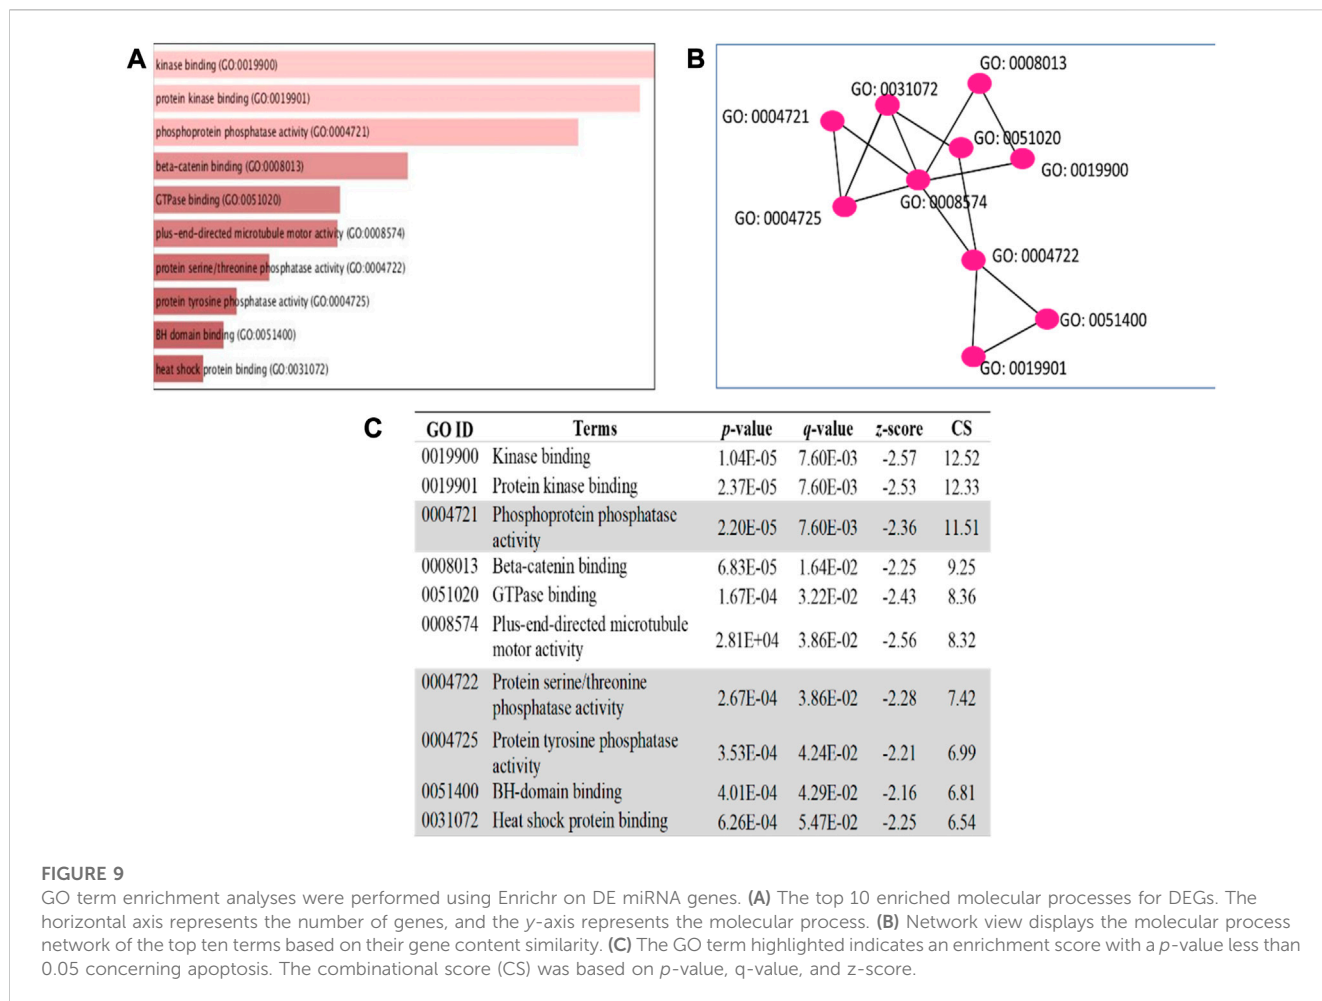 A
kinase binding (GO:0019900)
protein kinase binding (GO:0019901)
phosphoprotein phosphatase activity (GO:0004721)
beta-catenin binding (GO:0008013)
GTPase binding (GO:0051020)
plus-end-directed microtubule motor activity (GO:0008574)
protein serine/threonine phosphatase activity (GO:0004722)
protein tyrosine phosphatase activity (GO:0004725)
BH domain binding (GO:0051400)
heat shock protein binding (GO:0031072)
B
GO: 0008013
GO: 0031072
GO: 0004721
GO: 0051020
GO: 0019900
GO: 0008574
GO: 0004725
GO: 0004722
GO: 0051400
GO: 0019901
C
GO ID Terms p-value q-value z-score CS
0019900 Kinase binding 1.04E-05 7.60E-03 -2.57 12.52
0019901 Protein kinase binding 2.37E-05 7.60E-03 -2.53 12.33
0004721 Phosphoprotein phosphatase
activity 2.20E-05 7.60E-03 -2.36 11.51
0008013 Beta-catenin binding 6.83E-05 1.64E-02 -2.25 9.25
0051020 GTPase binding 1.67E-04 3.22E-02 -2.43 8.36
0008574 Plus-end-directed microtubule
motor activity 2.81E+04 3.86E-02 -2.56 8.32
0004722 Protein serine/threonine
phosphatase activity 2.67E-04 3.86E-02 -2.28 7.42
0004725 Protein tyrosine phosphatase
activity 3.53E-04 4.24E-02 -2.21 6.99
0051400 BH-domain binding 4.01E-04 4.29E-02 -2.16 6.81
0031072 Heat shock protein binding 6.26E-04 5.47E-02 -2.25 6.54
FIGURE 9
GO term enrichment analyses were performed using Enrichr on DE miRNA genes. (A) The top 10 enriched molecular processes for DEGs. The
horizontal axis represents the number of genes, and the y-axis represents the molecular process. (B) Network view displays the molecular process
network of the top ten terms based on their gene content similarity. (C) The GO term highlighted indicates an enrichment score with a p-value less than
0.05 concerning apoptosis. The combinational score (CS) was based on p-value, q-value, and z-score.